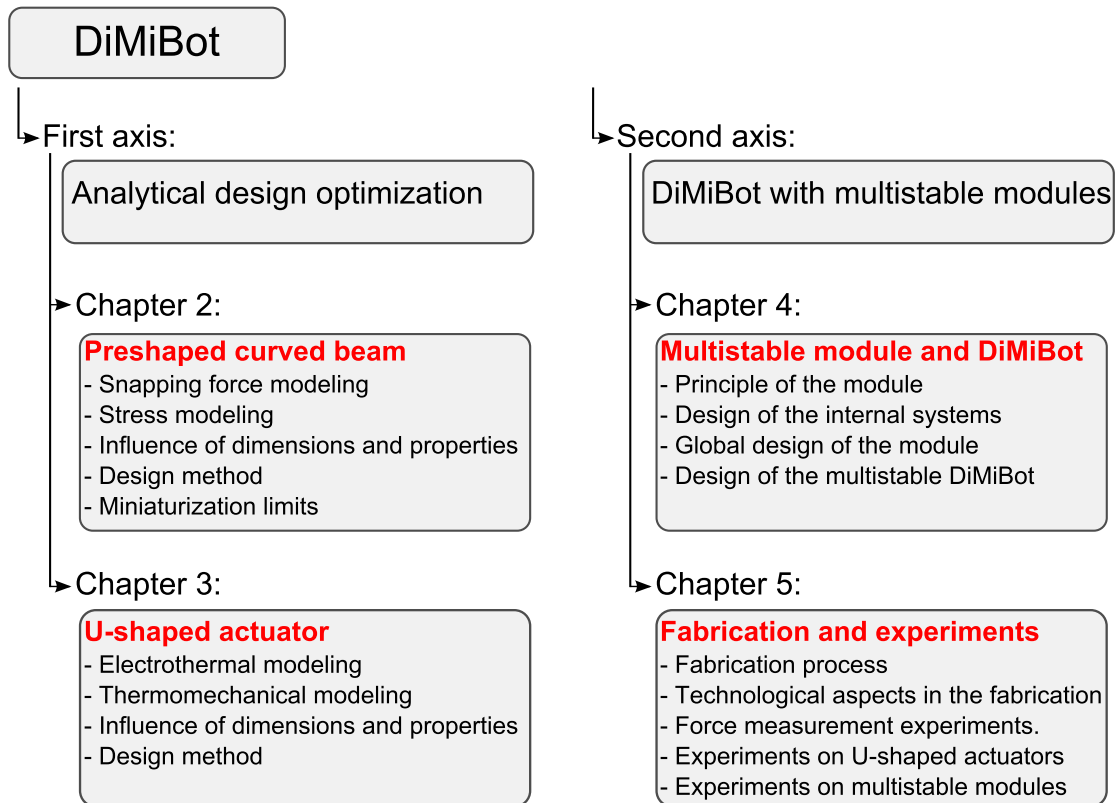 DiMiBot
First axis:
Analytical design optimization
Chapter 2:
Preshaped curved beam
- Snapping force modeling
- Stress modeling
- Influence of dimensions and properties
- Design method
- Miniaturization limits
Chapter 3:
U-shaped actuator
- Electrothermal modeling
- Thermomechanical modeling
- Influence of dimensions and properties
- Design method
Second axis:
DiMiBot with multistable modules
Chapter 4:
Multistable module and DiMiBot
- Principle of the module
- Design of the internal systems
- Global design of the module
- Design of the multistable DiMiBot
Chapter 5:
Fabrication and experiments
- Fabrication process
- Technological aspects in the fabrication
- Force measurement experiments.
- Experiments on U-shaped actuators
- Experiments on multistable modules